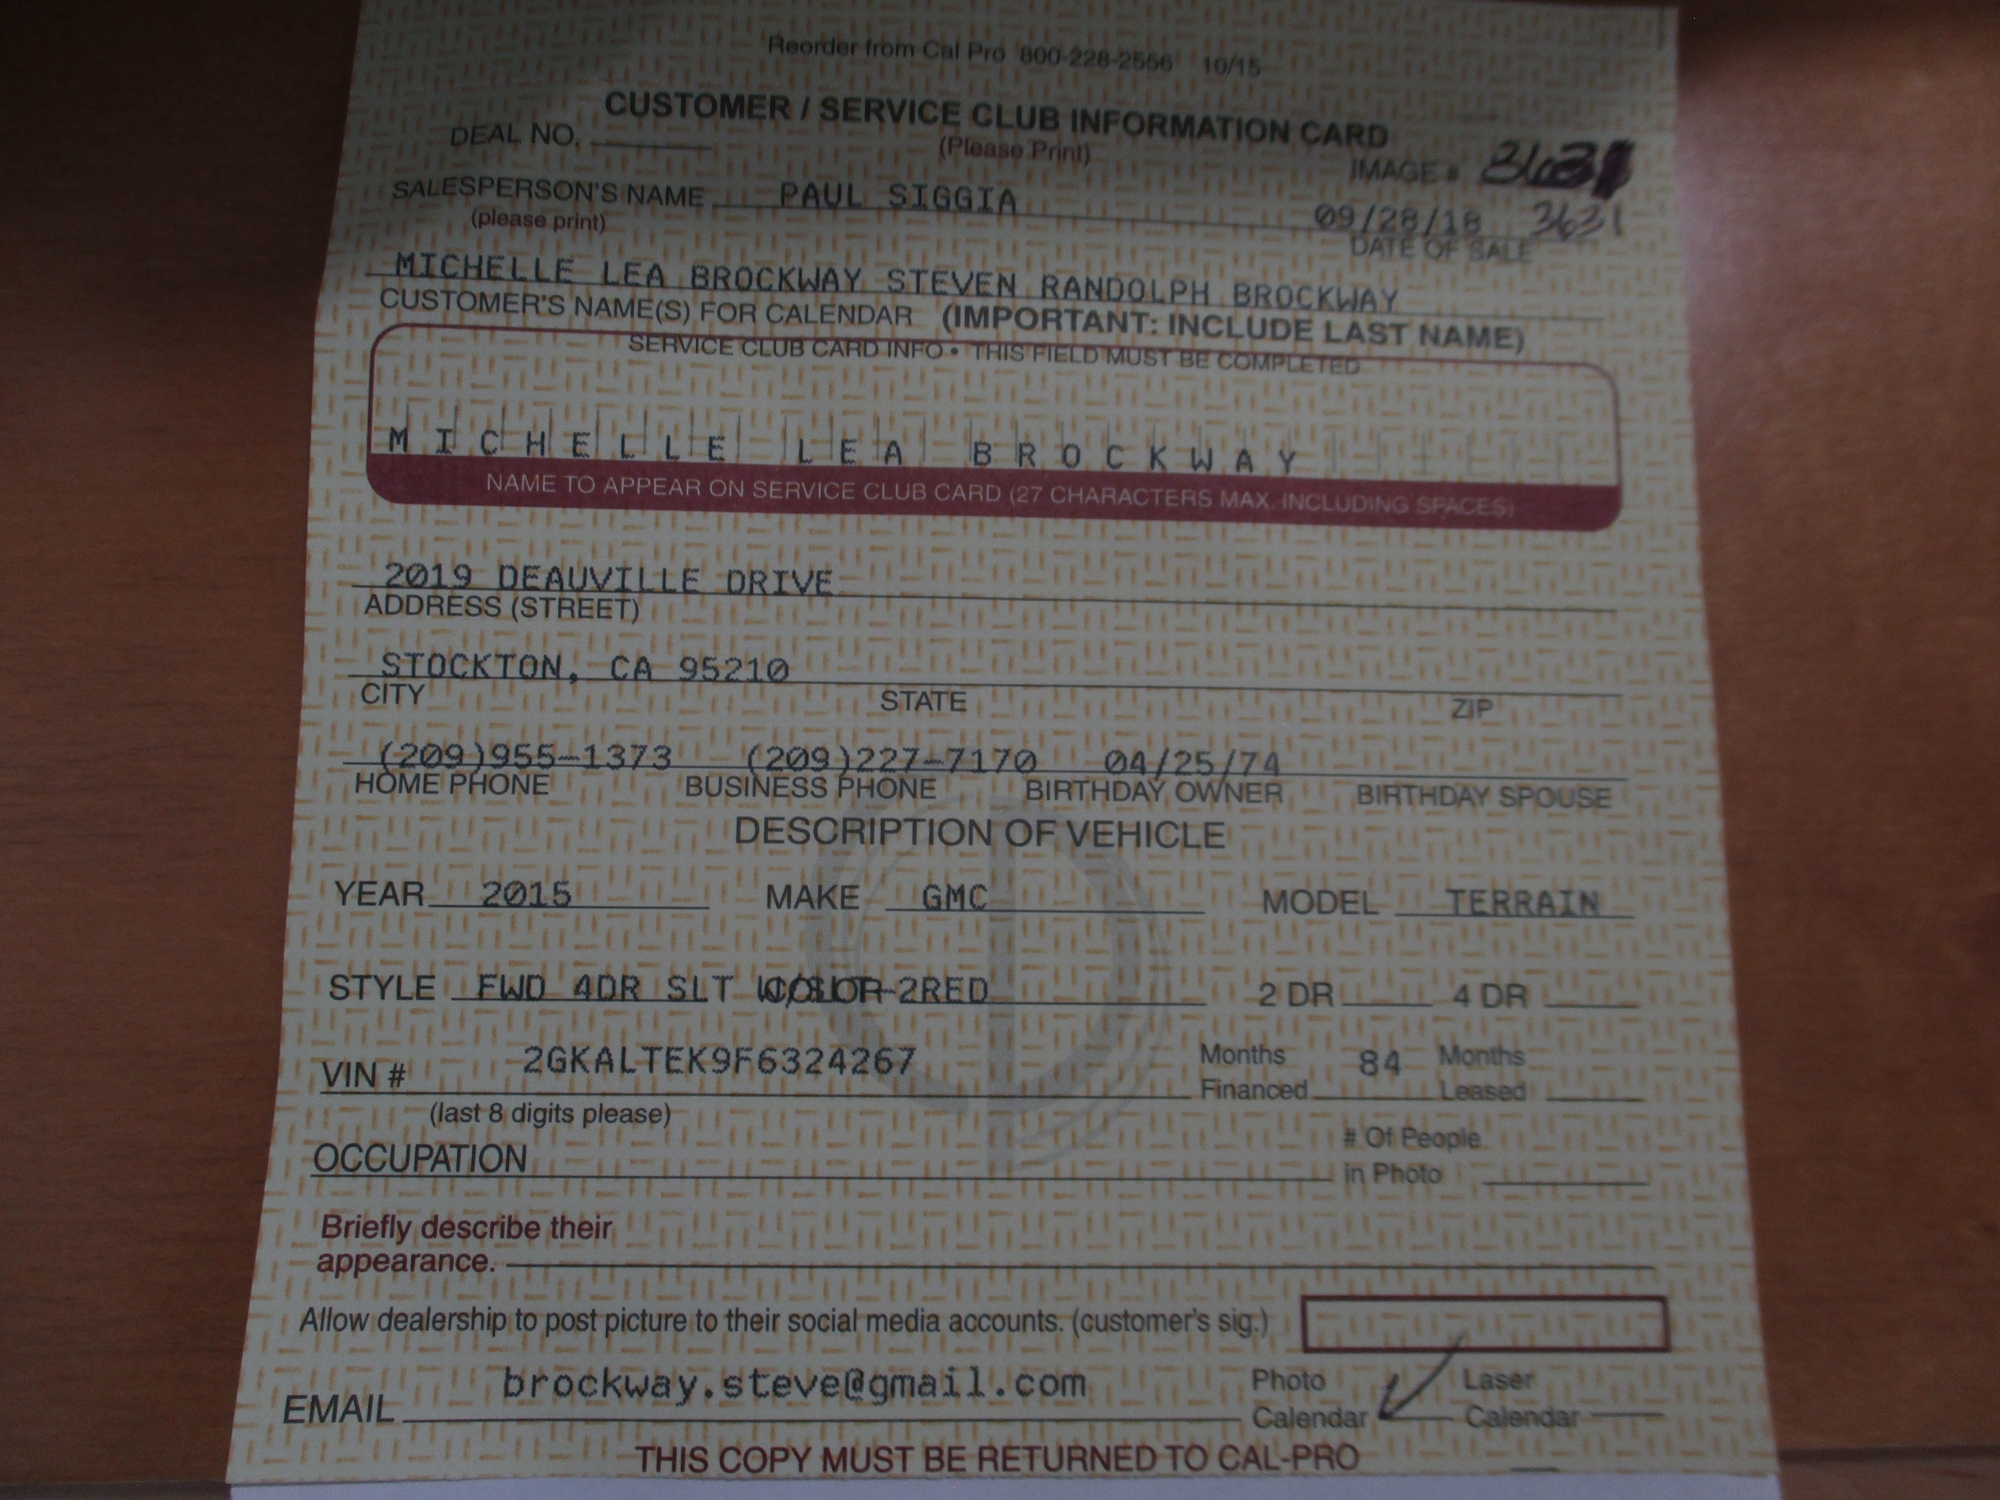 Reorder from Cal Pro 800-228-2556 10/15
CUSTOMER / SERVICE CLUB INFORMATION CARD
DEAL NO.
(Please Print)
IMAGE #
SALESPERSON'S NAME PAUL SIGGIA
(please print)
09/28/18 3631
DATE OF SALE
MICHELLE LEA BROCKWAY STEVEN RANDOLPH BROCKWAY
CUSTOMER'S NAME(S) FOR CALENDAR (IMPORTANT: INCLUDE LAST NAME)
SERVICE CLUB CARD INFO • THIS FIELD MUST BE COMPLETED
MICHELLE LEA BROCKWAY
NAME TO APPEAR ON SERVICE CLUB CARD (27 CHARACTERS MAX. INCLUDING SPACES)
2019 DEAUVILLE DRIVE
ADDRESS (STREET)
STOCKTON, CA 95210
CITY STATE ZIP
(209)955-1373 (209)227-7170 04/25/74
HOME PHONE BUSINESS PHONE BIRTHDAY OWNER BIRTHDAY SPOUSE
DESCRIPTION OF VEHICLE
YEAR 2015 MAKE GMC MODEL TERRAIN
STYLE FWD 4DR SLT RED 2 DR 4 DR
VIN # 2GKALTEK9F6324267 Months Financed 84 Months Leased
(last 8 digits please)
OCCUPATION # Of People in Photo
Briefly describe their
appearance.
Allow dealership to post picture to their social media accounts. (customer's sig.)
EMAIL brockway.steve@gmail.com Photo Calendar Laser Calendar
THIS COPY MUST BE RETURNED TO CAL-PRO